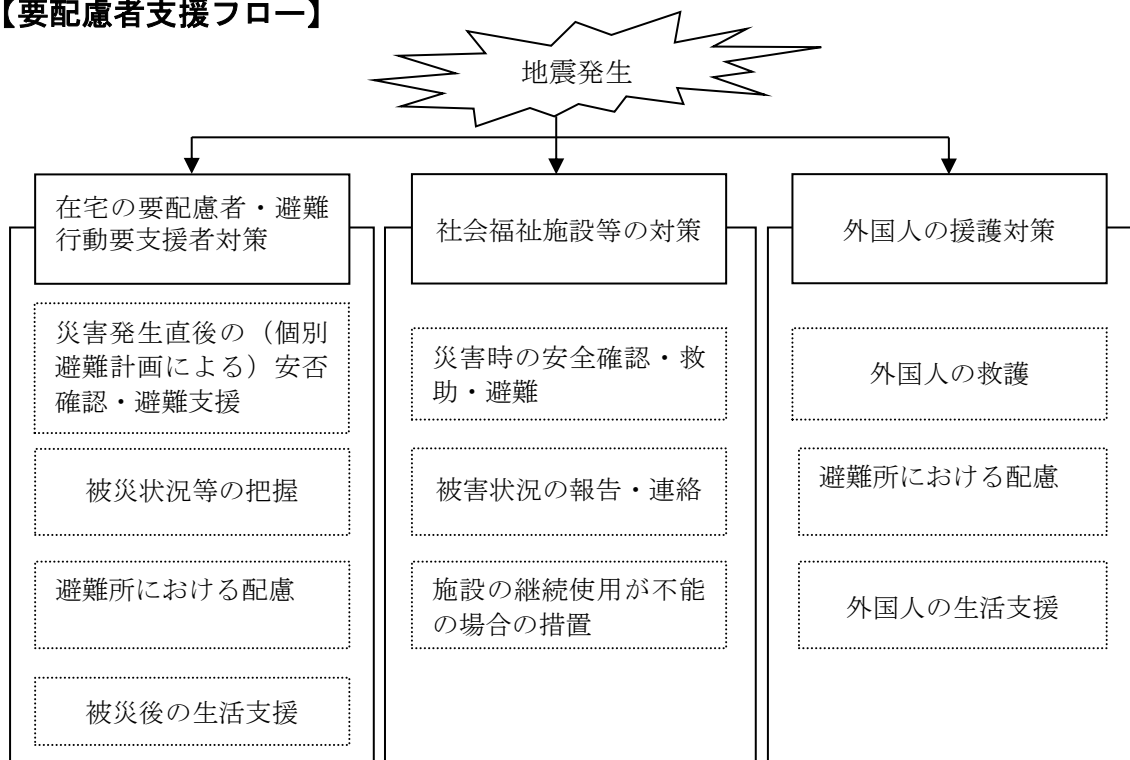 【要配慮者支援フロー】
地震発生
在宅の要配慮者・避難
行動要支援者対策
災害発生直後の（個別
避難計画による）安否
確認・避難支援
被災状況等の把握
避難所における配慮
被災後の生活支援
社会福祉施設等の対策
災害時の安全確認・救
助・避難
被害状況の報告・連絡
施設の継続使用が不能
の場合の措置
外国人の援護対策
外国人の救護
避難所における配慮
外国人の生活支援